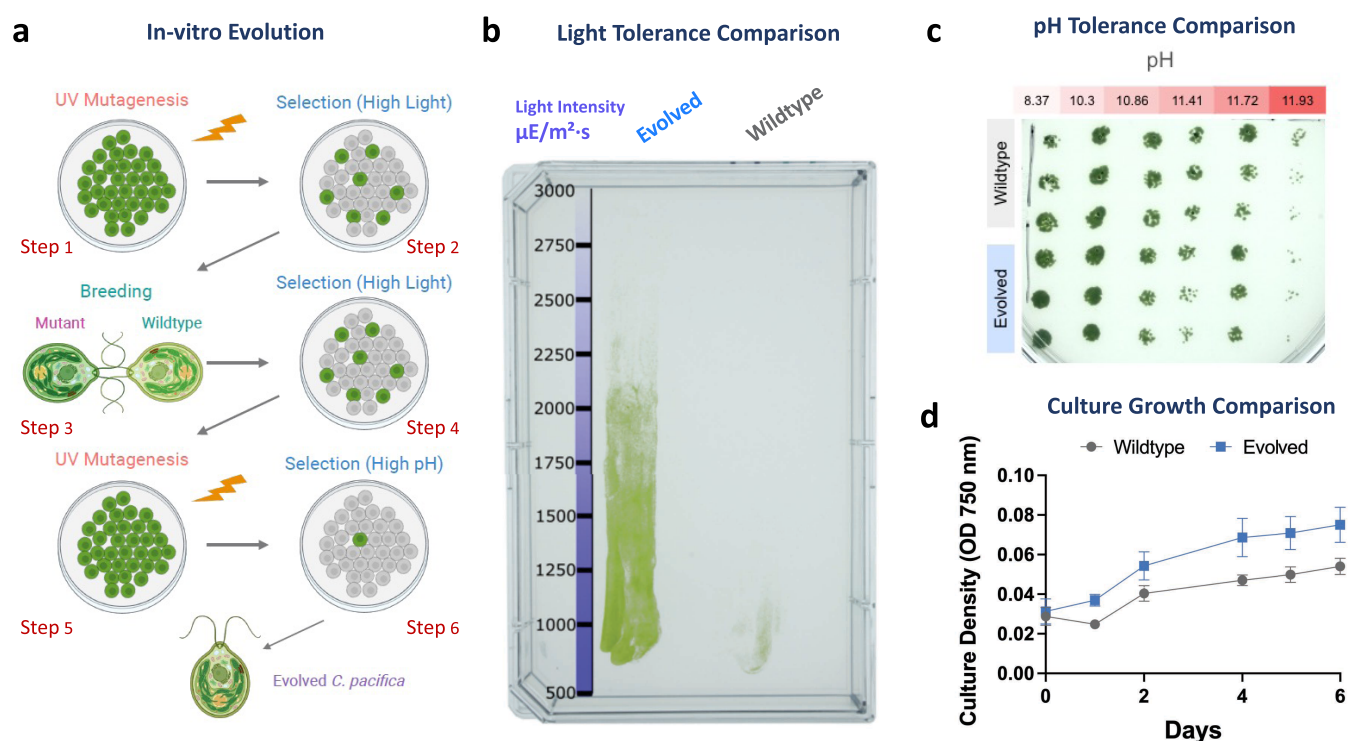 a
In-vitro Evolution
UV Mutagenesis
Selection (High Light)
Step 1
Step 2
Breeding
Selection (High Light)
Mutant
Wildtype
Step 3
Step 4
UV Mutagenesis
Selection (High pH)
Step 5
Step 6
Evolved C. pacifica
b
Light Tolerance Comparison
Light Intensity
µE/m²·s
Evolved
Wildtype
3000
2750
2500
2250
2000
1750
1500
1250
1000
500
c
pH Tolerance Comparison
pH
8.37 10.3 10.86 11.41 11.72 11.93
Wildtype
Evolved
d
Culture Growth Comparison
Wildtype Evolved
Culture Density (OD 750 nm)
0.10
0.08
0.06
0.04
0.02
0.00
0 2 4 6
Days